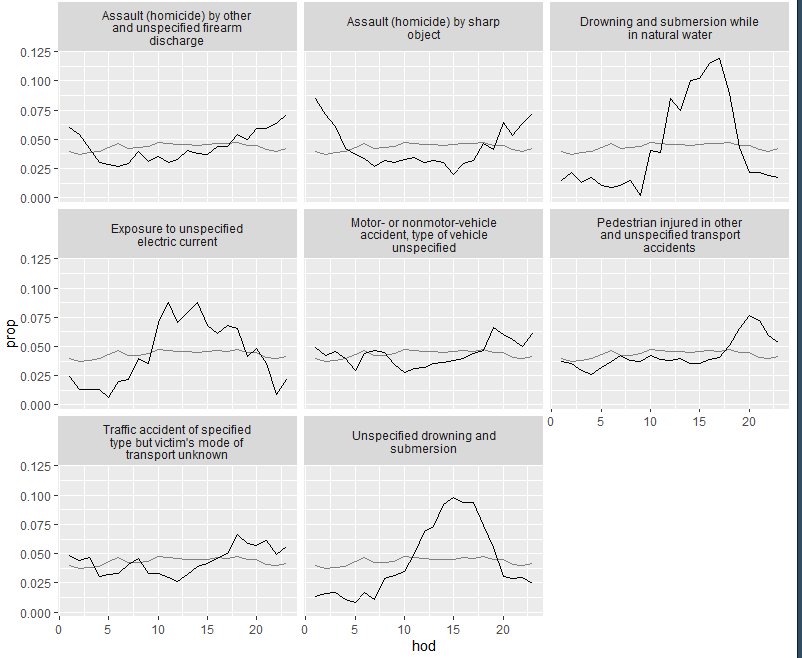 Assault (homicide) by other
and unspecified firearm
discharge
Assault (homicide) by sharp
object
Drowning and submersion while
in natural water
0.125
0.100
0.075
0.050
0.025
0.000
Exposure to unspecified
electric current
Motor- or nonmotor-vehicle
accident, type of vehicle
unspecified
Pedestrian injured in other
and unspecified transport
accidents
prop
0.125
0.100
0.075
0.050
0.025
0.000
0 5 10 15 20
Traffic accident of specified
type but victim's mode of
transport unknown
Unspecified drowning and
submersion
0.125
0.100
0.075
0.050
0.025
0.000
0 5 10 15 20
0 5 10 15 20
hod